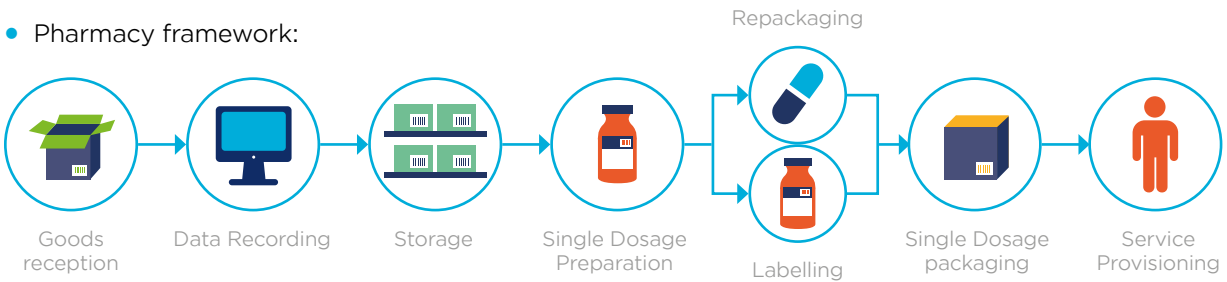 Pharmacy framework:
Repackaging
Goods
reception
Data Recording
Storage
Single Dosage
Preparation
Labelling
Single Dosage
packaging
Service
Provisioning